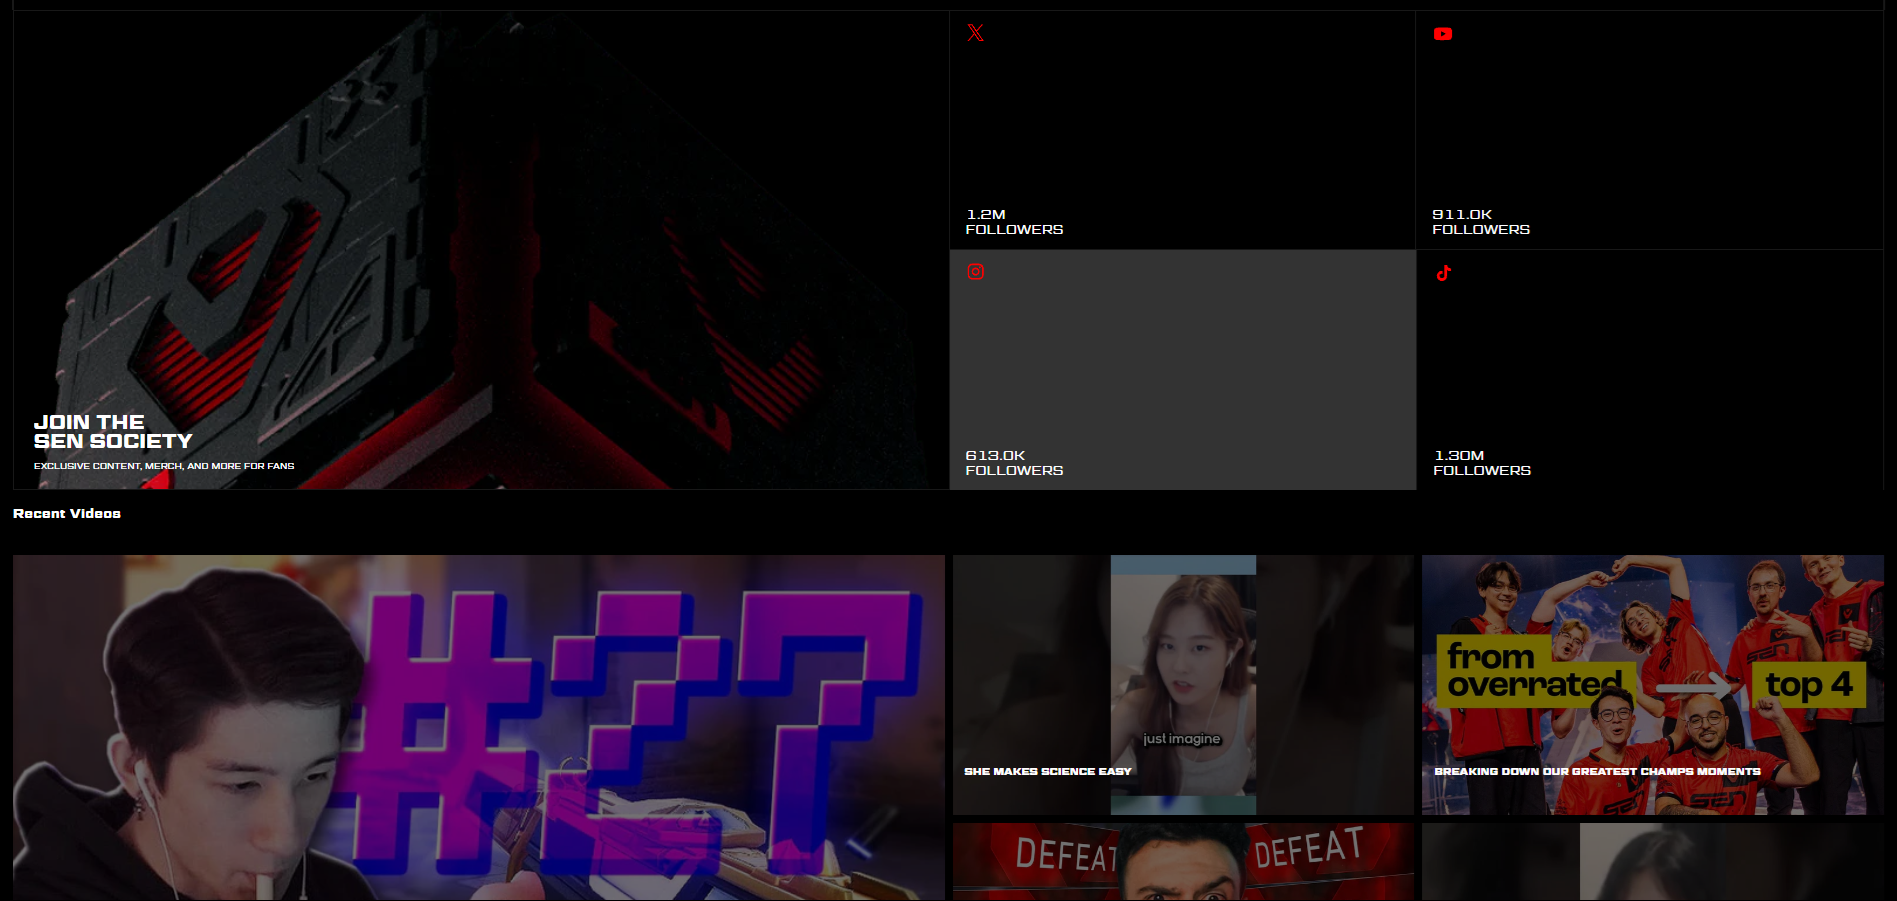 1.2M
FOLLOWERS
911.0K
FOLLOWERS
613.0K
FOLLOWERS
1.30M
FOLLOWERS
JOIN THE
SEN SOCIETY
EXCLUSIVE CONTENT, MERCH, AND MORE FOR FANS
Recent Videos
#27
just imagine
SHE MAKES SCIENCE EASY
from
overrated
top 4
SEN
BREAKING DOWN OUR GREATEST CHAMPS MOMENTS
SEN
DEFEAT
DEFEAT